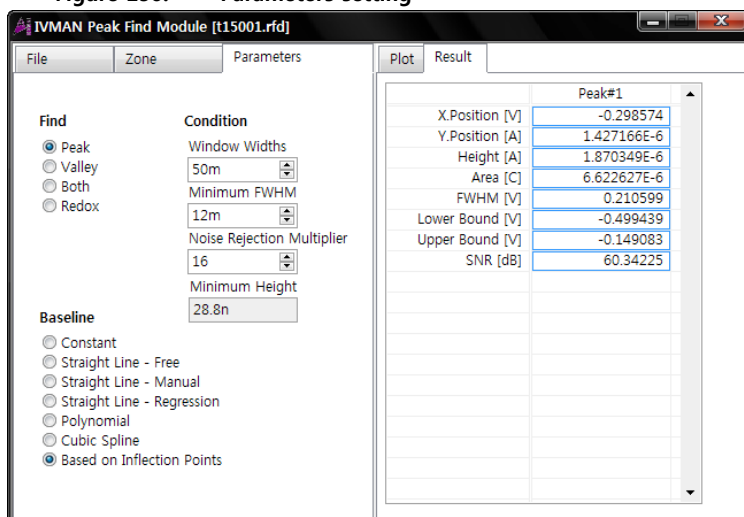 Figure 250. Parameters setting
IVMAN Peak Find Module [t15001.rfd]
File Zone Parameters
Find
Peak
Valley
Both
Redox
Condition
Window Widths
50m
Minimum FWHM
12m
Noise Rejection Multiplier
16
Minimum Height
28.8n
Baseline
Constant
Straight Line - Free
Straight Line - Manual
Straight Line - Regression
Polynomial
Cubic Spline
Based on Inflection Points
Plot Result
Peak#1
X.Position [V] -0.298574
Y.Position [A] 1.427166E-6
Height [A] 1.870349E-6
Area [C] 6.622627E-6
FWHM [V] 0.210599
Lower Bound [V] -0.499439
Upper Bound [V] -0.149083
SNR [dB] 60.34225